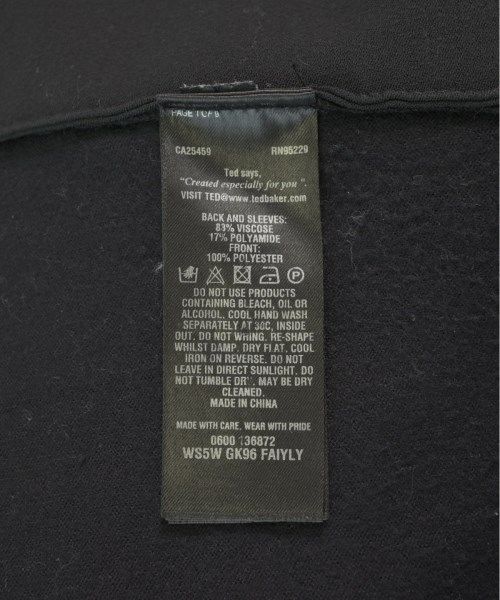 PAGE 1 OF 9
CA25459 RN95229
Ted says,
"Created especially for you".
VISIT TED@www.tedbaker.com
BACK AND SLEEVES:
83% VISCOSE
17% POLYAMIDE
FRONT:
100% POLYESTER
P
DO NOT USE PRODUCTS
CONTAINING BLEACH, OIL OR
ALCOHOL. COOL HAND WASH
SEPARATELY AT 30C, INSIDE
OUT. DO NOT WRING. RE-SHAPE
WHILST DAMP. DRY FLAT. COOL
IRON ON REVERSE. DO NOT
LEAVE IN DIRECT SUNLIGHT. DO
NOT TUMBLE DRY. MAY BE DRY
CLEANED.
MADE IN CHINA
MADE WITH CARE, WEAR WITH PRIDE
0600 136872
WS5W GK96 FAIYLY